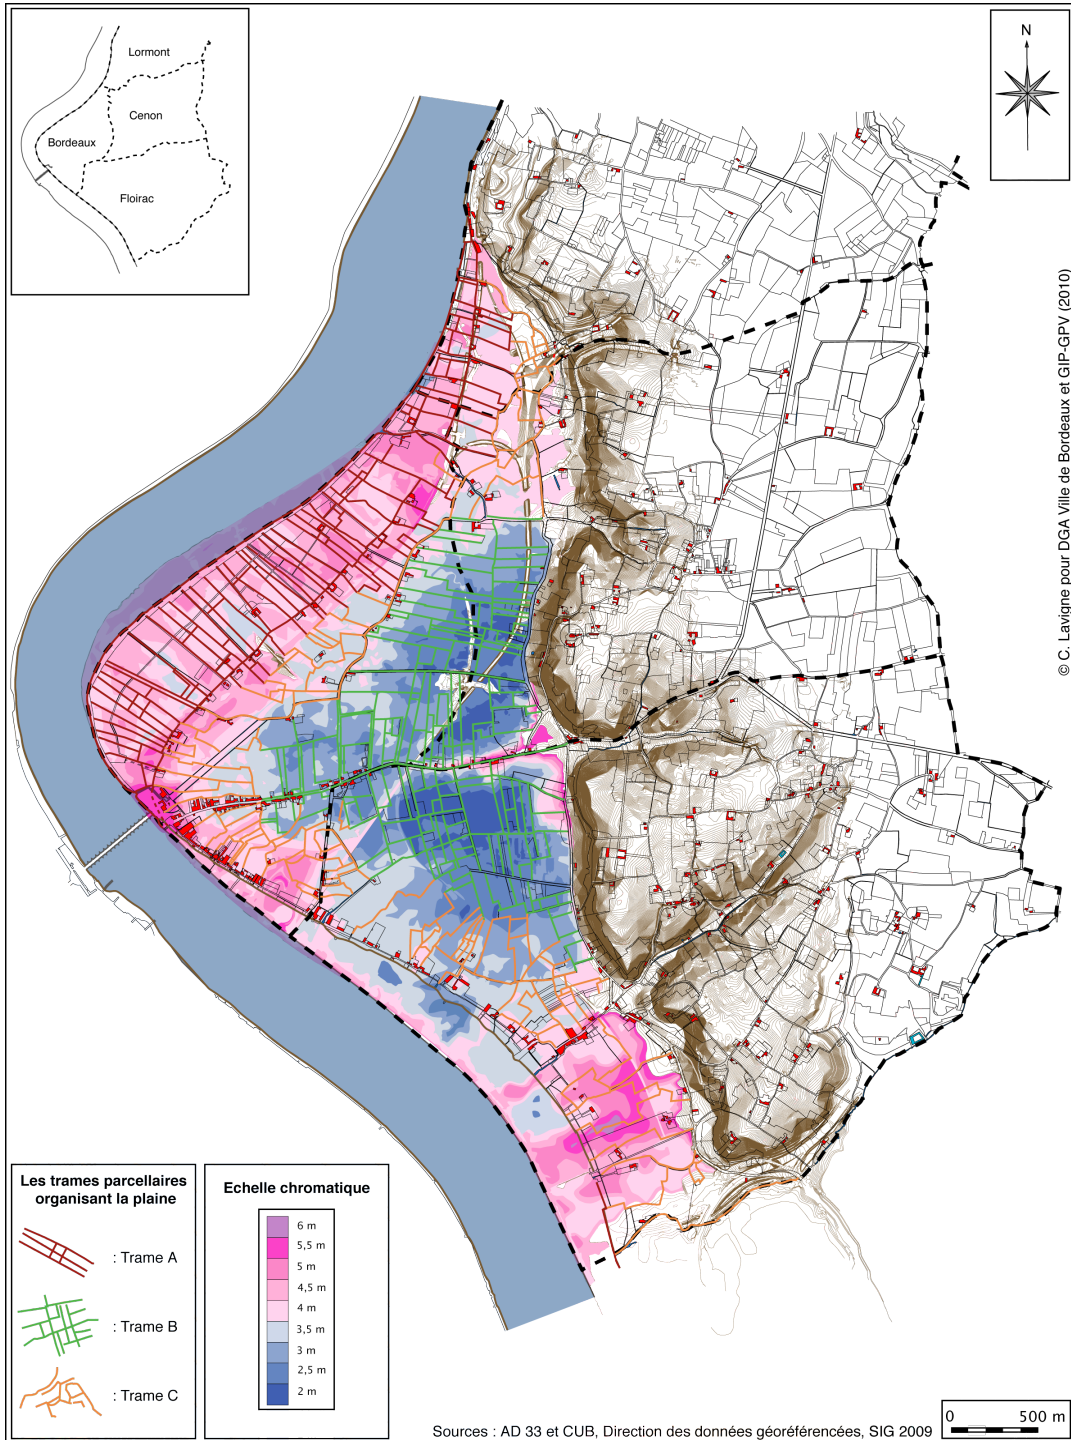 Lormont
Cenon
Bordeaux
Floirac
N
© C. Lavigne pour DGA Ville de Bordeaux et GIP-GPV (2010)
Les trames parcellaires
organisant la plaine
: Trame A
: Trame B
: Trame C
Echelle chromatique
6 m
5,5 m
5 m
4,5 m
4 m
3,5 m
3 m
2,5 m
2 m
Sources : AD 33 et CUB, Direction des données géoréférencées, SIG 2009
0 500 m